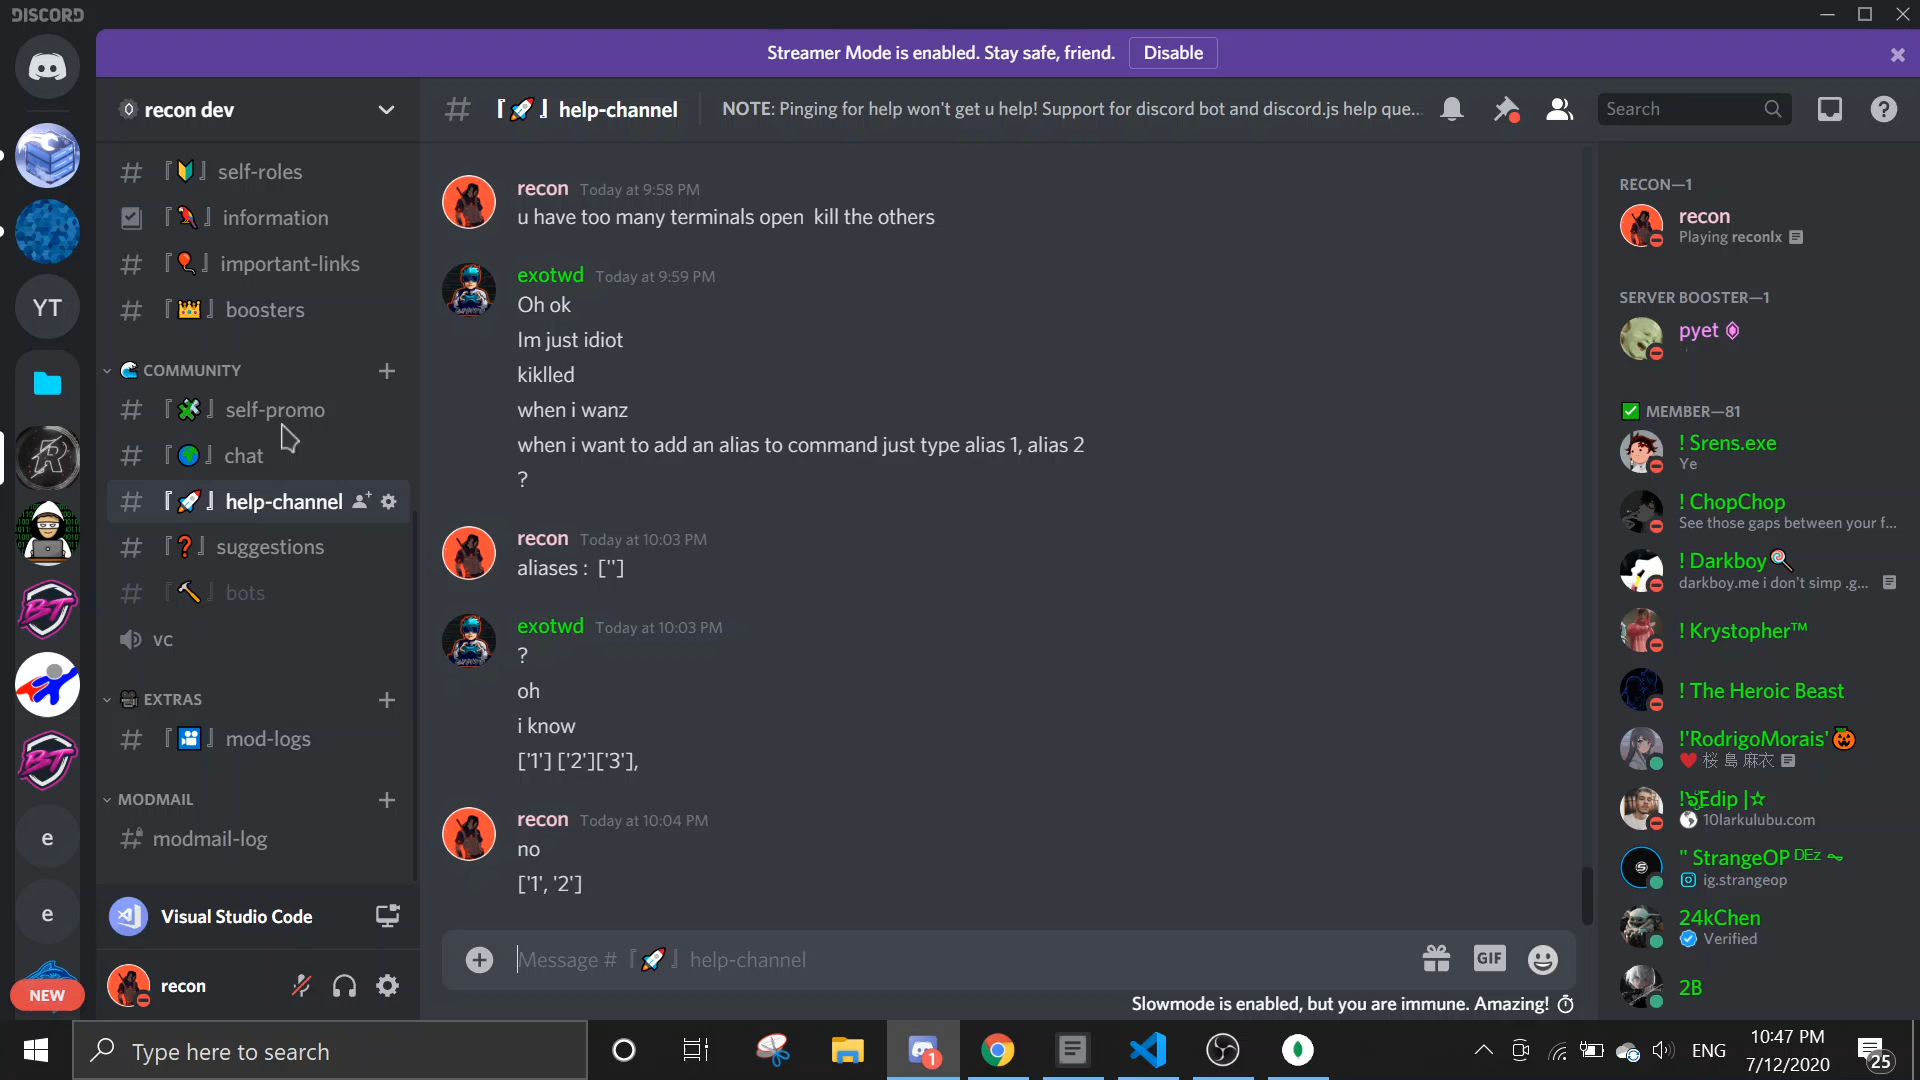 DISCORD
Streamer Mode is enabled. Stay safe, friend. Disable
YT
e
e
NEW
recon dev
『🔰』 self-roles
『🦜』 information
『🎈』 important-links
『👑』 boosters
🌊 COMMUNITY
『🧩』 self-promo
『🌍』 chat
『🚀』 help-channel
『❓』 suggestions
『🔨』 bots
VC
🎥 EXTRAS
『🎦』 mod-logs
MODMAIL
modmail-log
Visual Studio Code
recon
# 『🚀』 help-channel NOTE: Pinging for help won't get u help! Support for discord bot and discord.js help que... Search
recon Today at 9:58 PM
u have too many terminals open kill the others
exotwd Today at 9:59 PM
Oh ok
Im just idiot
kiklled
when i wanz
when i want to add an alias to command just type alias 1, alias 2
?
recon Today at 10:03 PM
aliases : ['']
exotwd Today at 10:03 PM
?
oh
i know
['1'] ['2']['3'],
recon Today at 10:04 PM
no
['1', '2']
Message # 『🚀』 help-channel GIF
Slowmode is enabled, but you are immune. Amazing!
RECON—1
recon
Playing reconlx
SERVER BOOSTER—1
pyet
✅ MEMBER—81
! Srens.exe
Ye
! ChopChop
See those gaps between your f...
! Darkboy🍭
darkboy.me i don't simp .g...
! Krystopher™
! The Heroic Beast
!'RodrigoMorais'🎃
❤️ 桜 島 麻衣
Edip |☆
10larkulubu.com
" StrangeOP ᴰᴱᶻ ~
ig.strangeop
24kChen
Verified
2B
Type here to search
1
ENG
10:47 PM
7/12/2020
25